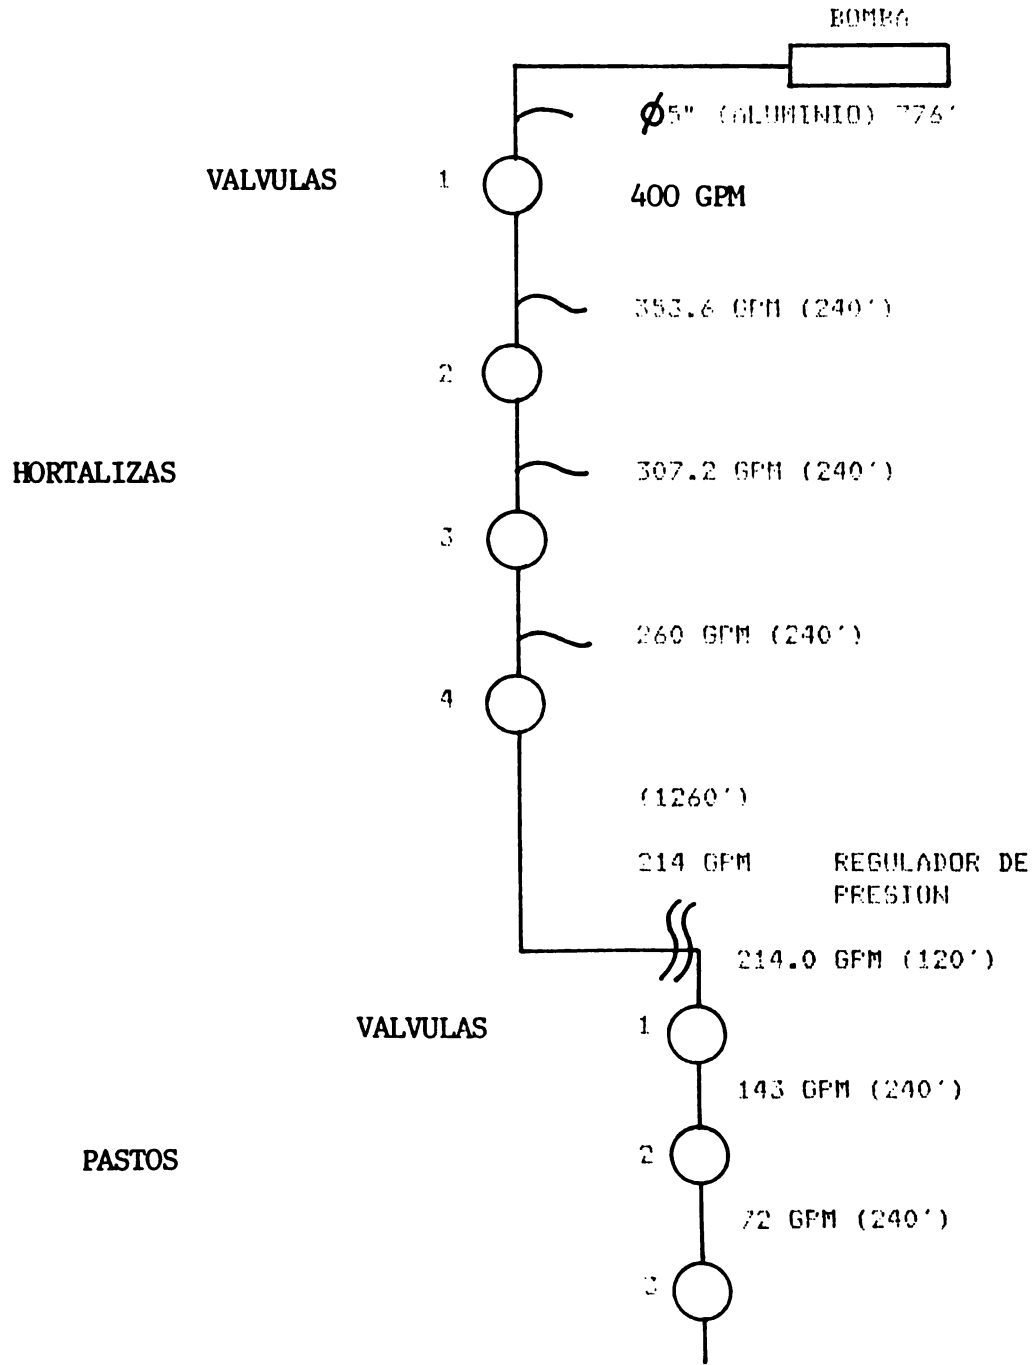 BOMBA
ϕ5" (ALUMINIO) 776'
VALVULAS 1
400 GPM
353.6 GPM (240')
2
HORTALIZAS
307.2 GPM (240')
3
260 GPM (240')
4
(1260')
214 GPM REGULADOR DE
PRESION
214.0 GPM (120')
VALVULAS 1
143 GPM (240')
PASTOS 2
72 GPM (240')
3